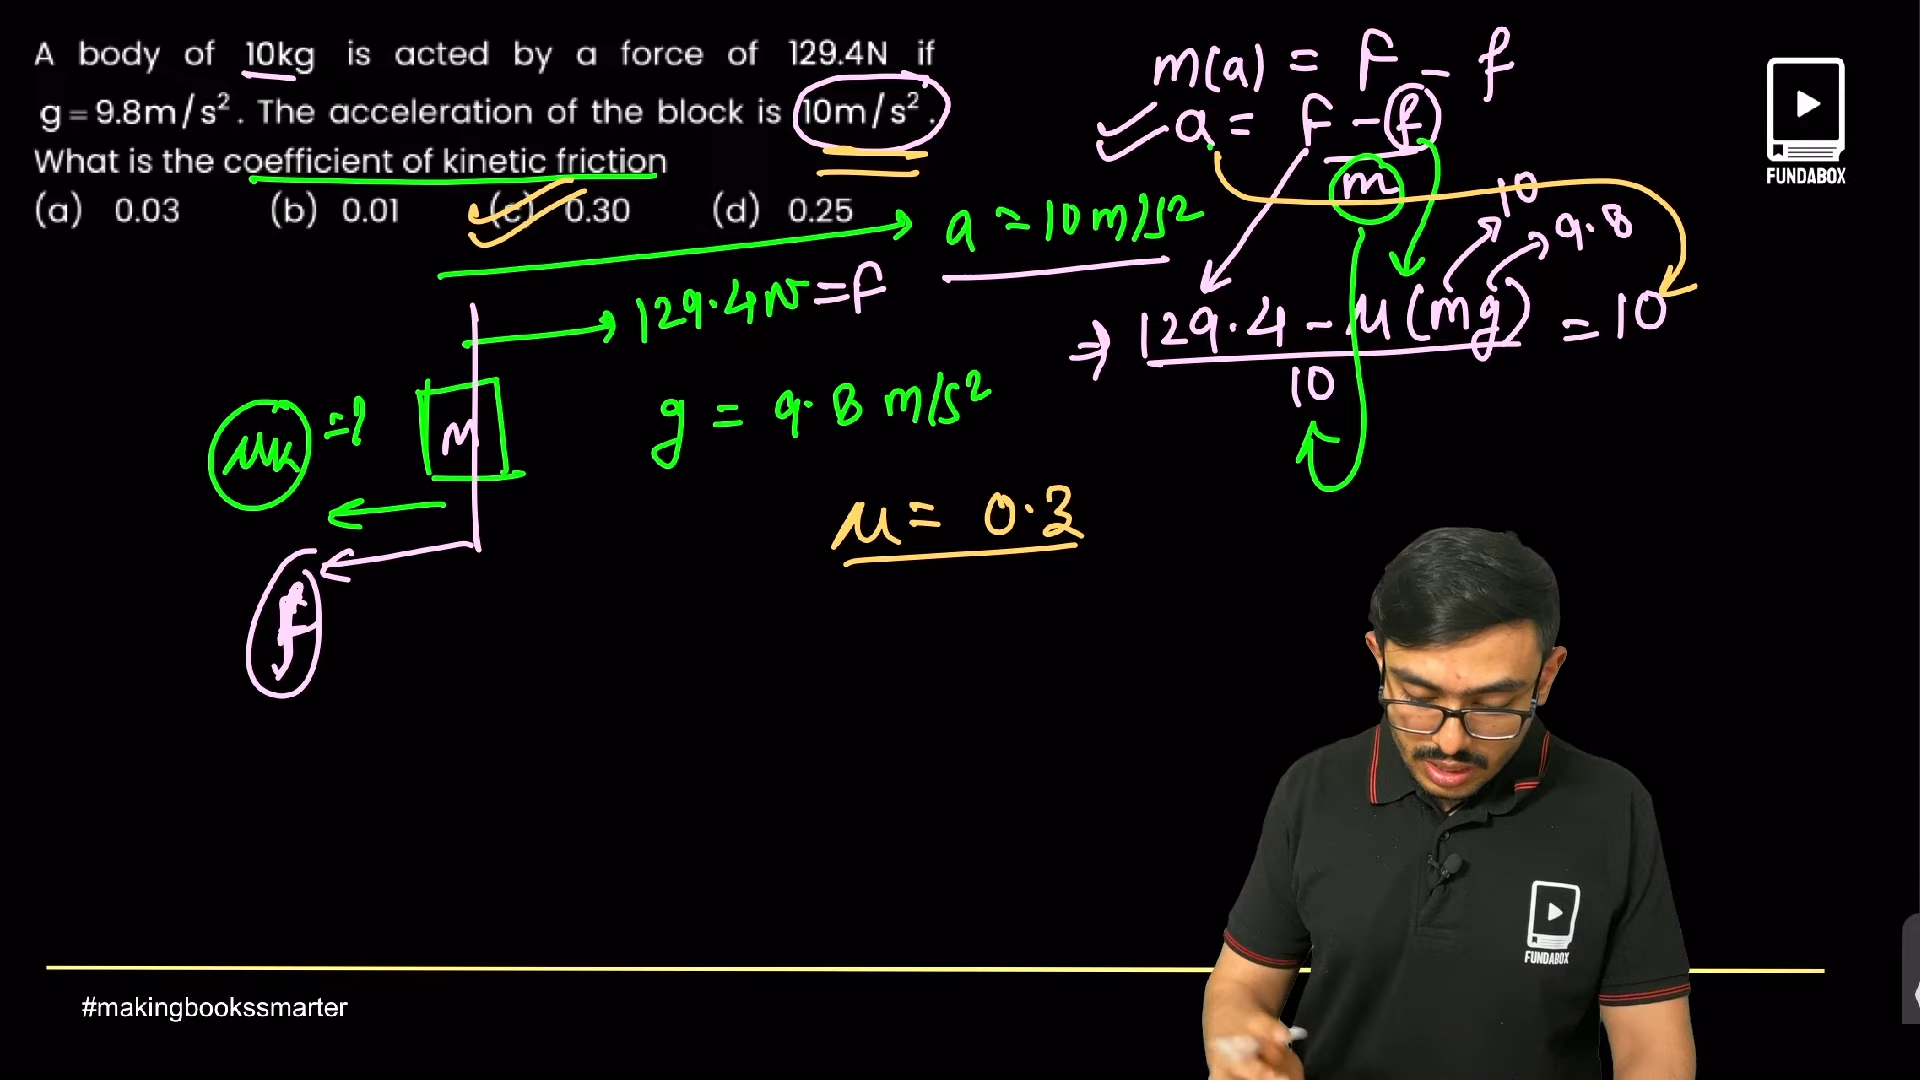 A body of 10kg is acted by a force of 129.4N if
g = 9.8m/s². The acceleration of the block is 10m/s².
What is the coefficient of kinetic friction
(a) 0.03 (b) 0.01 (c) 0.30 (d) 0.25
m(a) = F - f
a = F - f
m
FUNDABOX
a = 10 m/s²
10
9.8
129.4N = F
⇒ 129.4 - μ(mg) = 10
10
g = 9.8 m/s²
μk = ?
m
μ = 0.3
f
FUNDABOX
#makingbookssmarter